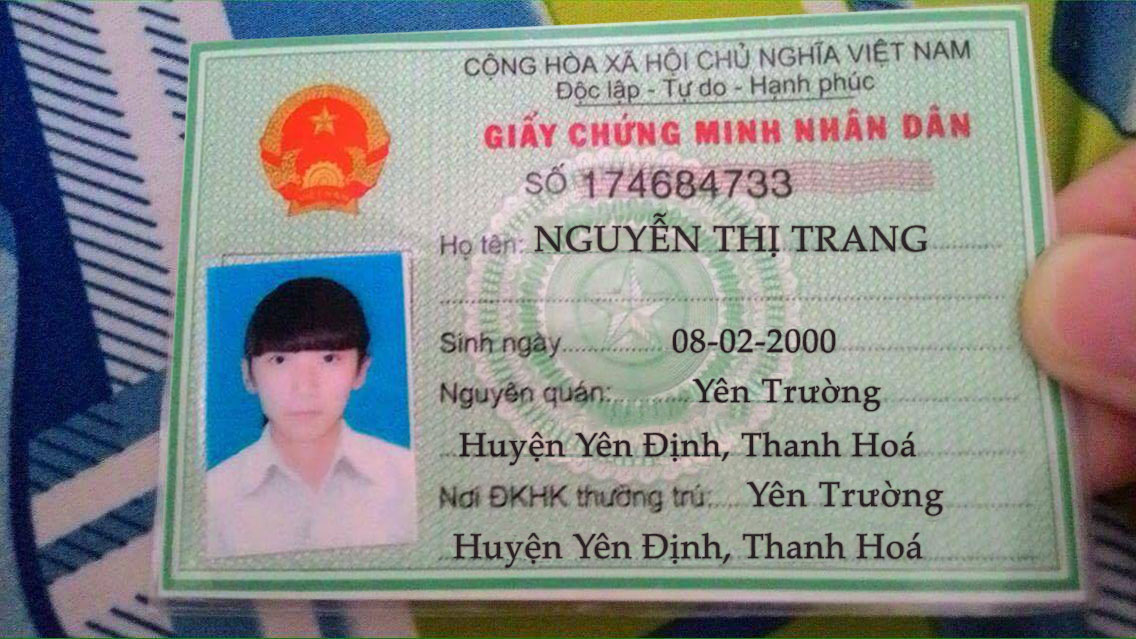 CỘNG HÒA XÃ HỘI CHỦ NGHĨA VIỆT NAM
Độc lập - Tự do - Hạnh phúc
GIẤY CHỨNG MINH NHÂN DÂN
SỐ 174684733
Họ tên: NGUYỄN THỊ TRANG
Sinh ngày 08-02-2000
Nguyên quán: Yên Trường
Huyện Yên Định, Thanh Hoá
Nơi ĐKHK thường trú: Yên Trường
Huyện Yên Định, Thanh Hoá